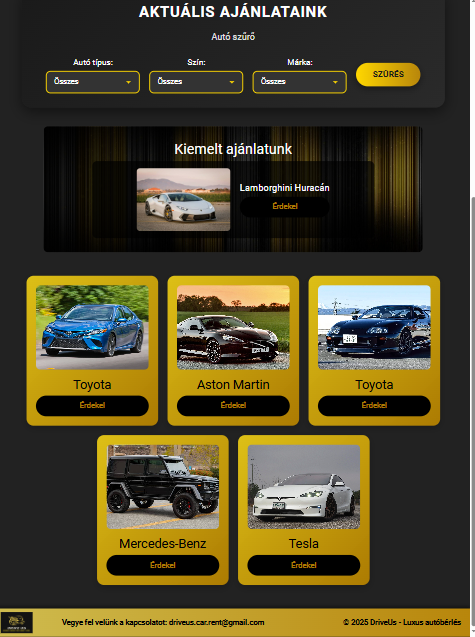 AKTUÁLIS AJÁNLATAINK
Autó szűrő
Autó típus: Szín: Márka:
Összes Összes Összes SZŰRÉS
Kiemelt ajánlatunk
Lamborghini Huracán
Érdekel
Toyota Aston Martin Toyota
Érdekel Érdekel Érdekel
Mercedes-Benz Tesla
Érdekel Érdekel
Vegye fel velünk a kapcsolatot: driveus.car.rent@gmail.com © 2025 DriveUs - Luxus autóbérlés